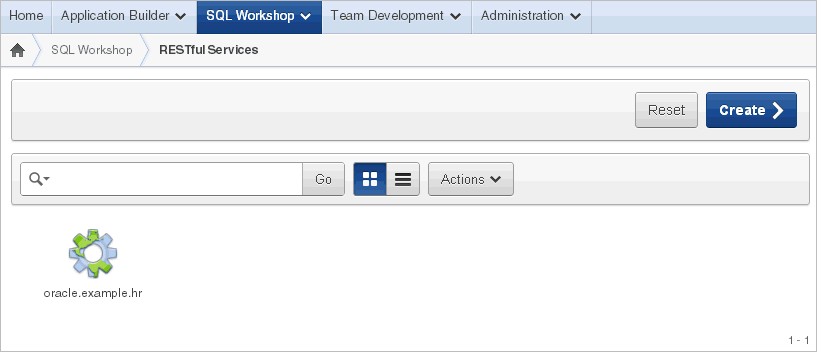 Home Application Builder SQL Workshop Team Development Administration
SQL Workshop RESTful Services
Reset Create
Go Actions
oracle.example.hr
1 - 1